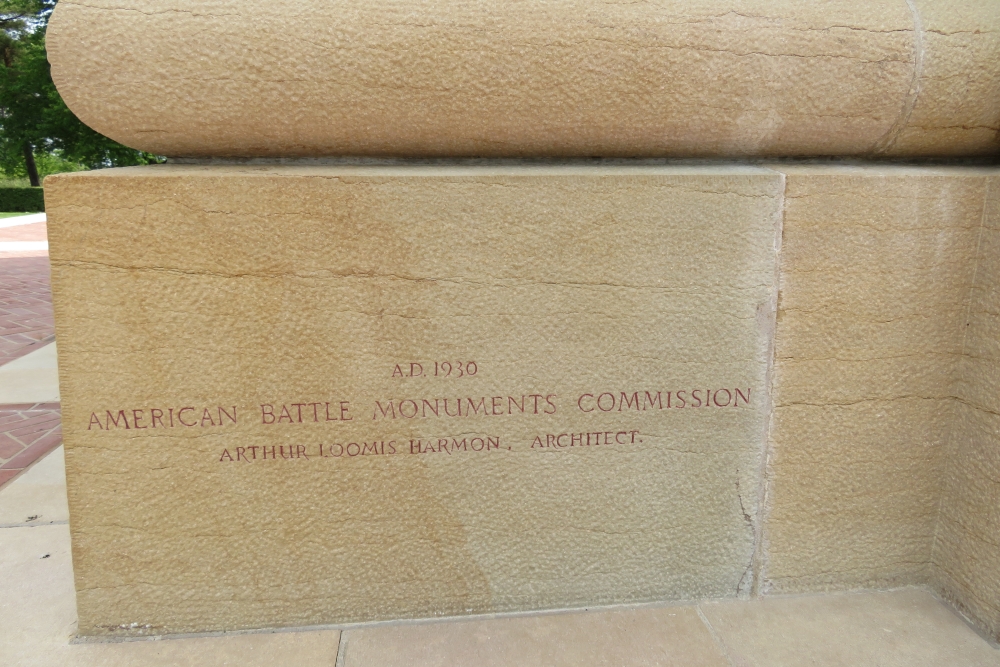 A.D. 1930
AMERICAN BATTLE MONUMENTS COMMISSION
ARTHUR LOOMIS HARMON, ARCHITECT.